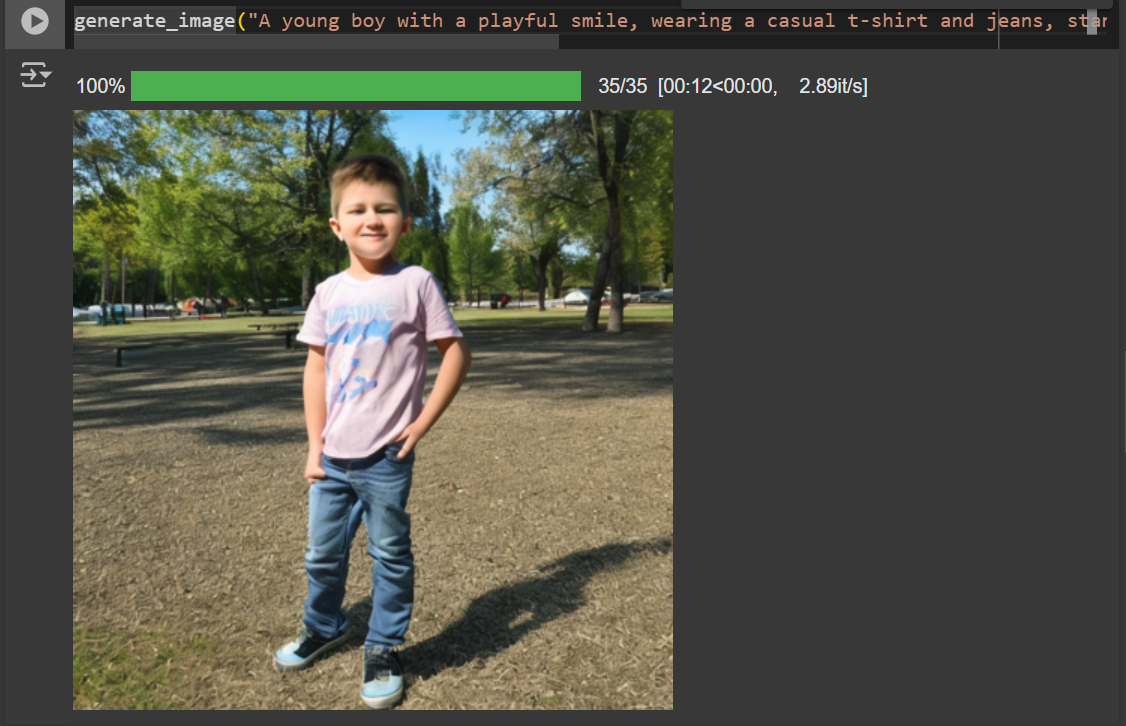 generate_image("A young boy with a playful smile, wearing a casual t-shirt and jeans, star
100% 35/35 [00:12<00:00, 2.89it/s]